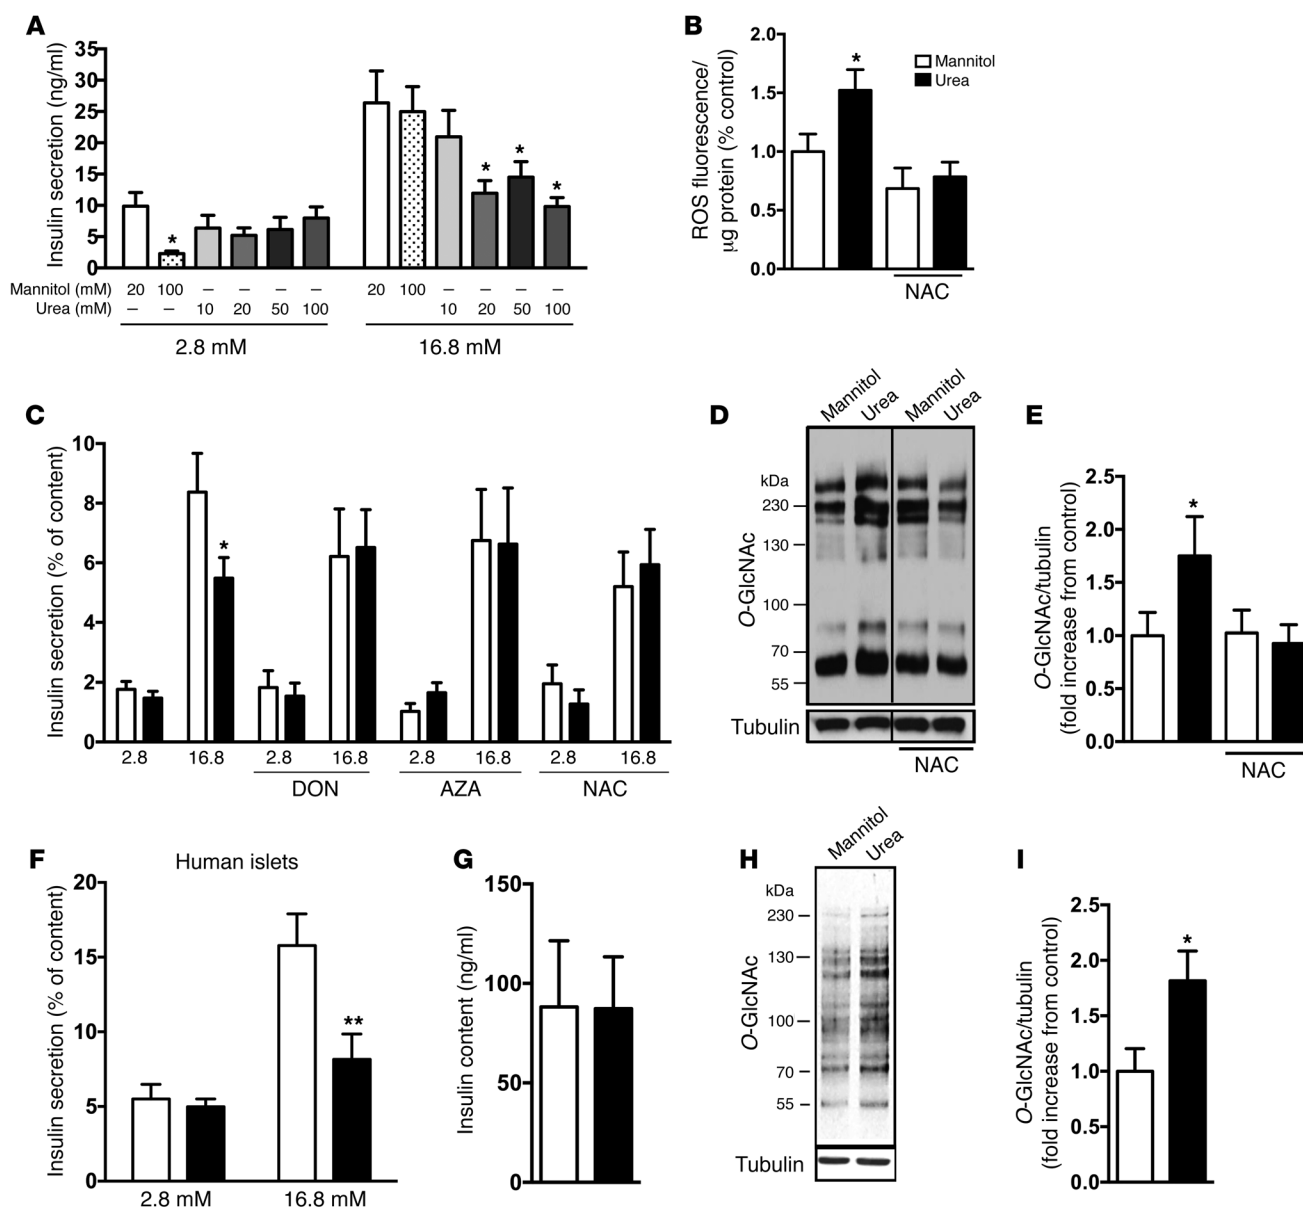 A
Insulin secretion (ng/ml)
35
30
25
20
15
10
5
0
*
*
*
*
Mannitol (mM) 20 100 – – – – 20 100 – – – –
Urea (mM) – – 10 20 50 100 – – 10 20 50 100
2.8 mM 16.8 mM
B
ROS fluorescence/
µg protein (% control)
2.0
1.5
1.0
0.5
0.0
*
Mannitol
Urea
NAC
C
Insulin secretion (% of content)
10
8
6
4
2
0
*
2.8 16.8 2.8 16.8 2.8 16.8 2.8 16.8
DON AZA NAC
D
Mannitol
Urea
Mannitol
Urea
O-GlcNAc
kDa
230
130
100
70
55
Tubulin
NAC
E
O-GlcNAc/tubulin
(fold increase from control)
2.5
2.0
1.5
1.0
0.5
0.0
*
NAC
F
Human islets
Insulin secretion (% of content)
20
15
10
5
0
**
2.8 mM 16.8 mM
G
Insulin content (ng/ml)
150
100
50
0
H
Mannitol
Urea
O-GlcNAc
kDa
230
130
100
70
55
Tubulin
I
O-GlcNAc/tubulin
(fold increase from control)
2.5
2.0
1.5
1.0
0.5
0.0
*